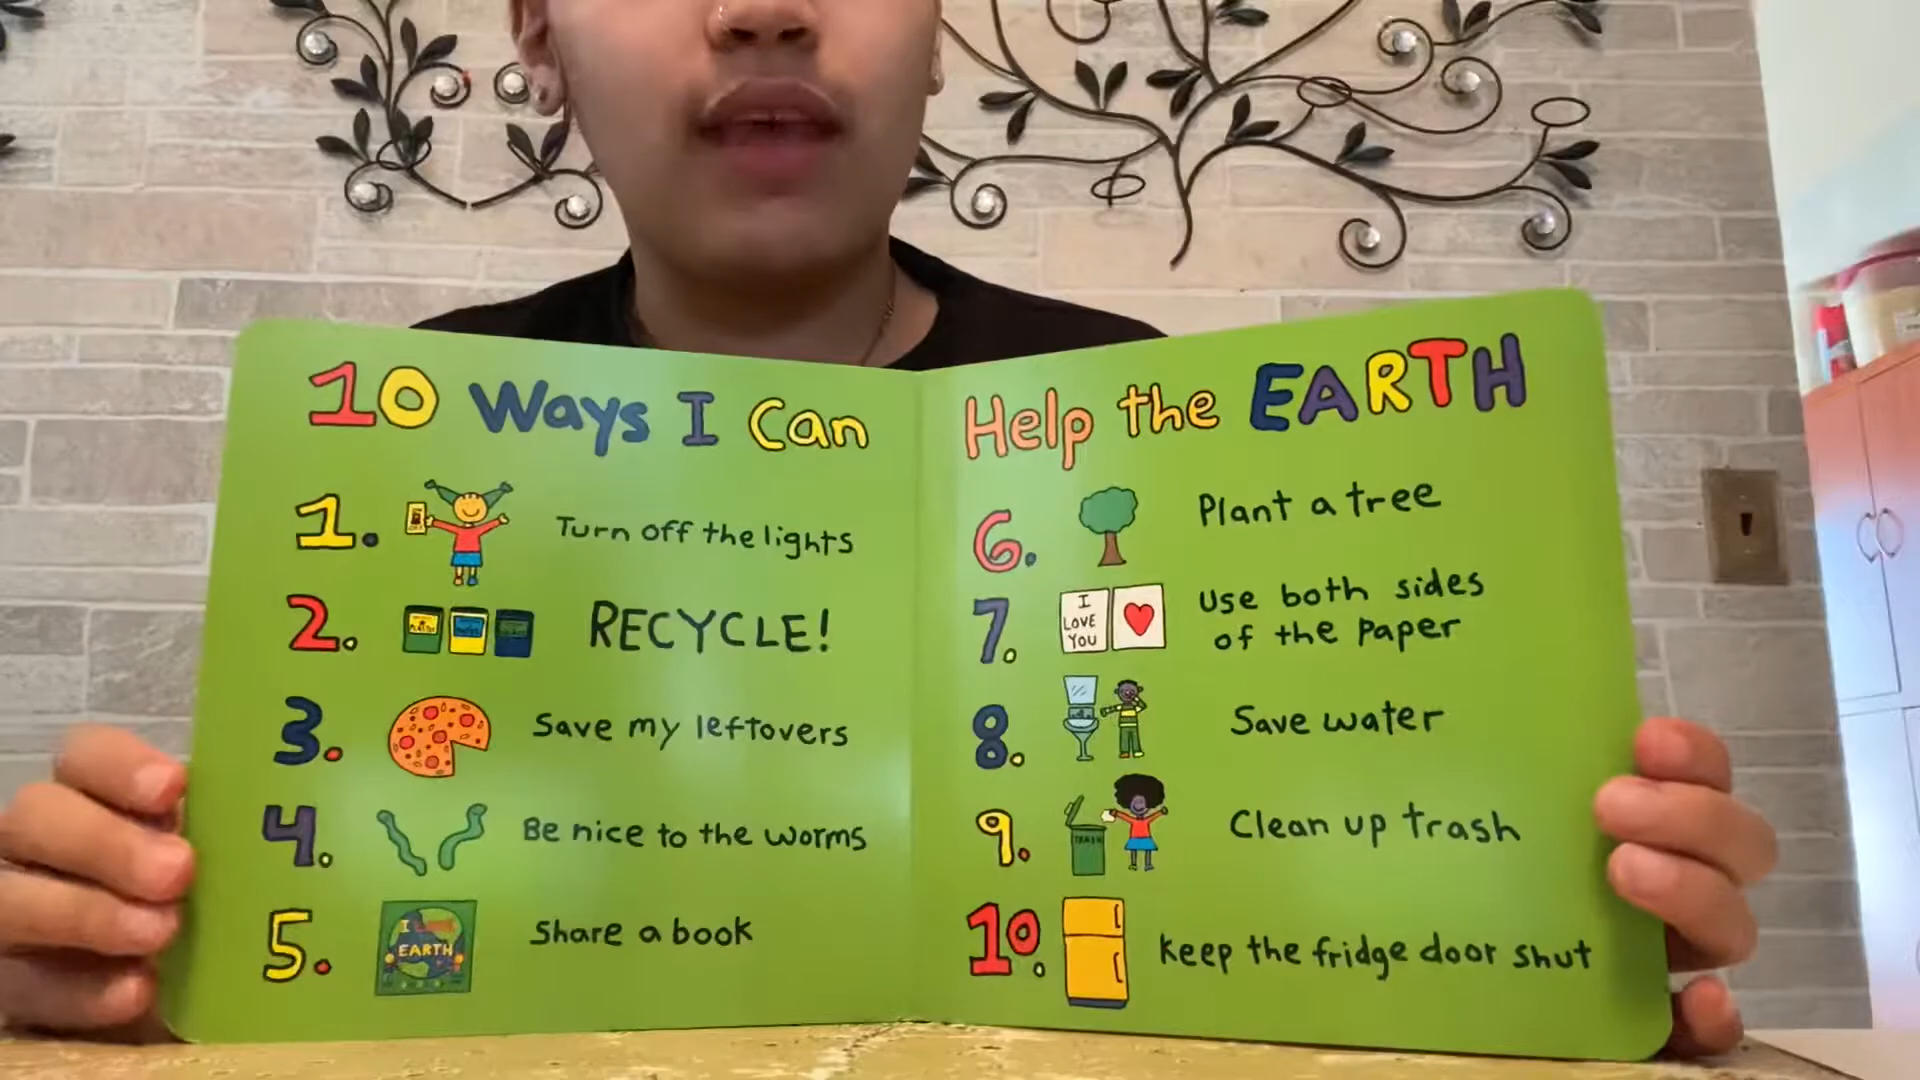 10 Ways I Can
1. Turn off the lights
2. RECYCLE!
3. Save my leftovers
4. Be nice to the worms
5. Share a book
I
EARTH
Help the EARTH
6. Plant a tree
7. Use both sides
of the paper
I
LOVE
YOU
8. Save water
9. Clean up trash
TRASH
10. Keep the fridge door shut